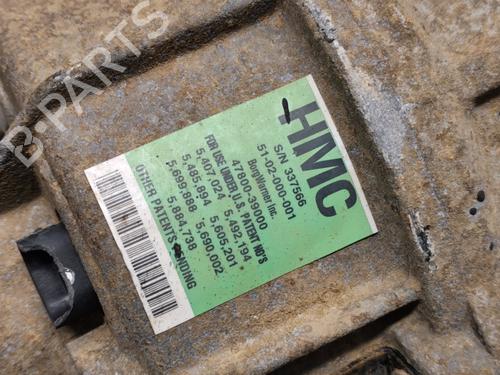 HMC
S/N 337566
51-02-000-001
BorgWarner Inc.
47800-39000
FOR USE UNDER U.S. PATENT NO'S
5,407,024 5,492,194
5,485,894 5,605,201
5,699,888 5,690,002
5,884,738
OTHER PATENTS PENDING